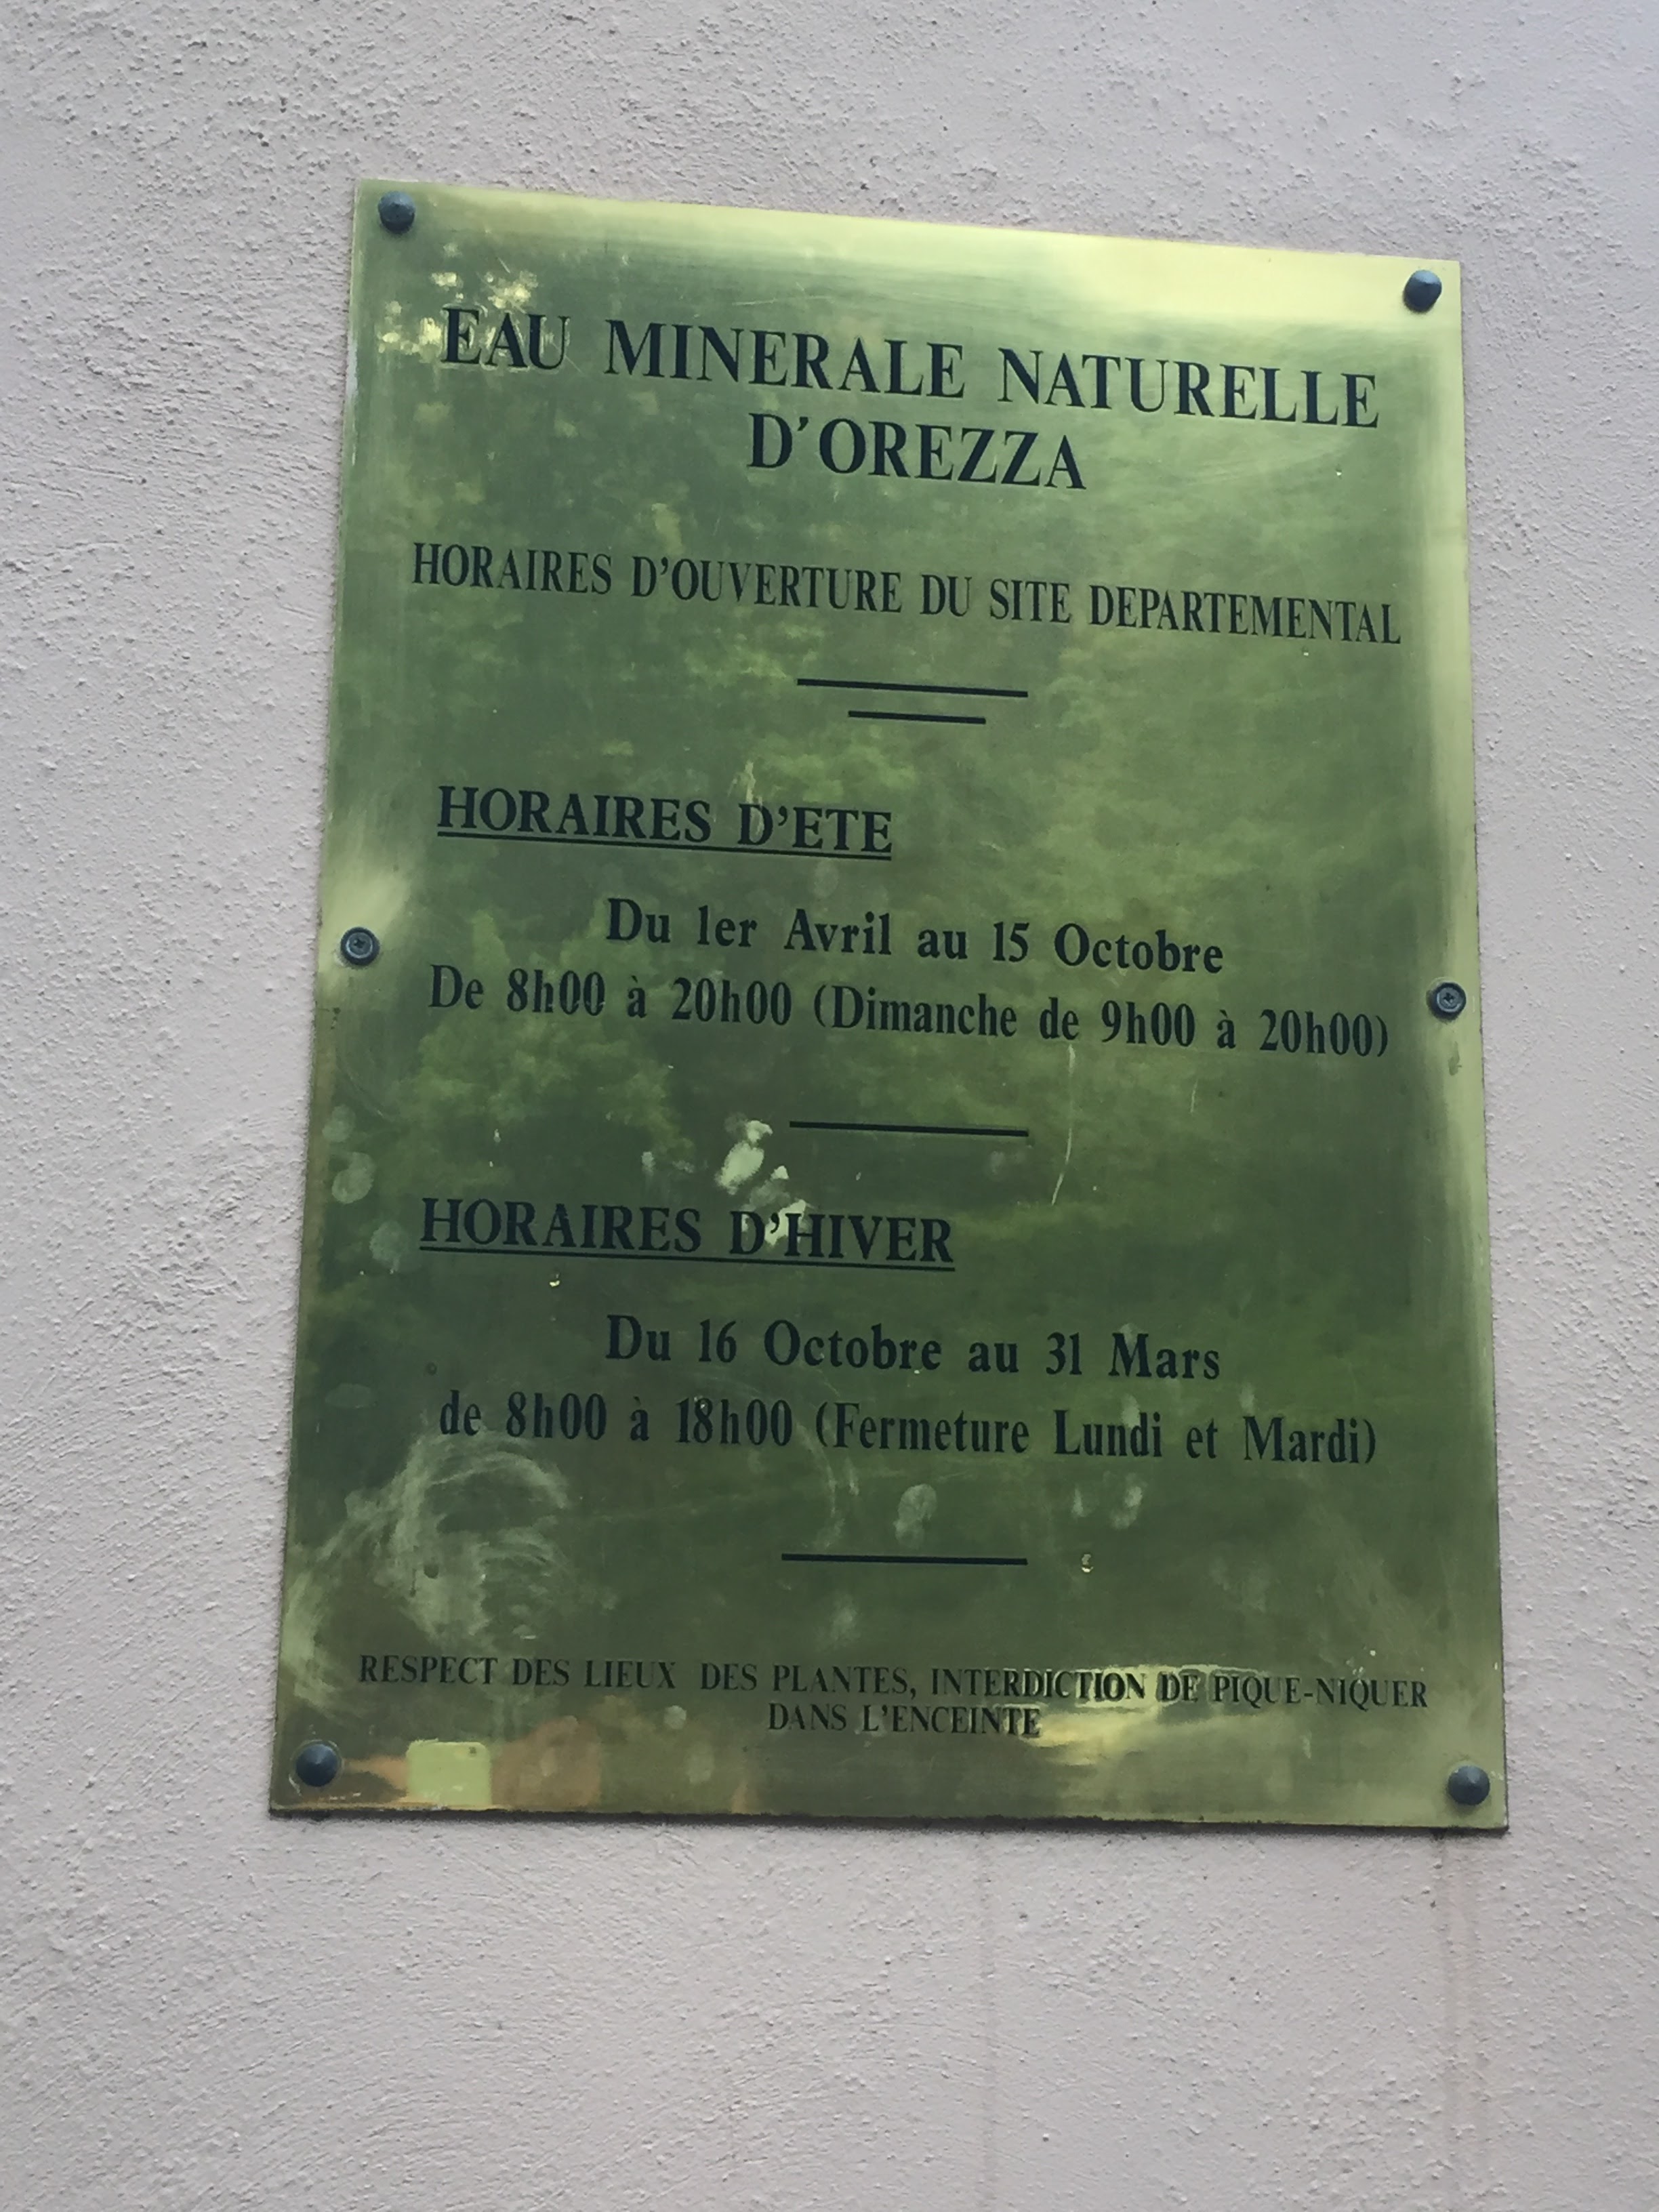 EAU MINERALE NATURELLE
D'OREZZA
HORAIRES D'OUVERTURE DU SITE DEPARTEMENTAL
HORAIRES D'ETE
Du 1er Avril au 15 Octobre
De 8h00 à 20h00 (Dimanche de 9h00 à 20h00)
HORAIRES D'HIVER
Du 16 Octobre au 31 Mars
de 8h00 à 18h00 (Fermeture Lundi et Mardi)
RESPECT DES LIEUX DES PLANTES, INTERDICTION DE PIQUE-NIQUER
DANS L'ENCEINTE